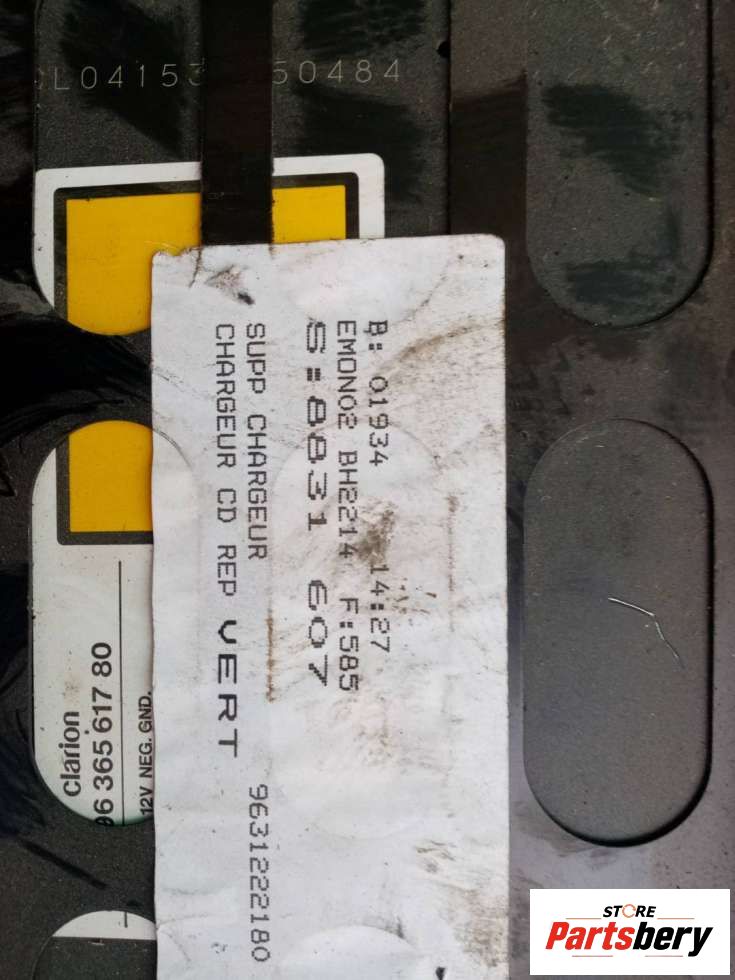 L04153 50484
B: 01934 14:27
EMON02 BH2214 F:585
S:8831 607
SUPP CHARGEUR 9631222180
CHARGEUR CD REP VERT
Clarion
96 365 617 80
12V NEG. GND.
STORE
Partsbery